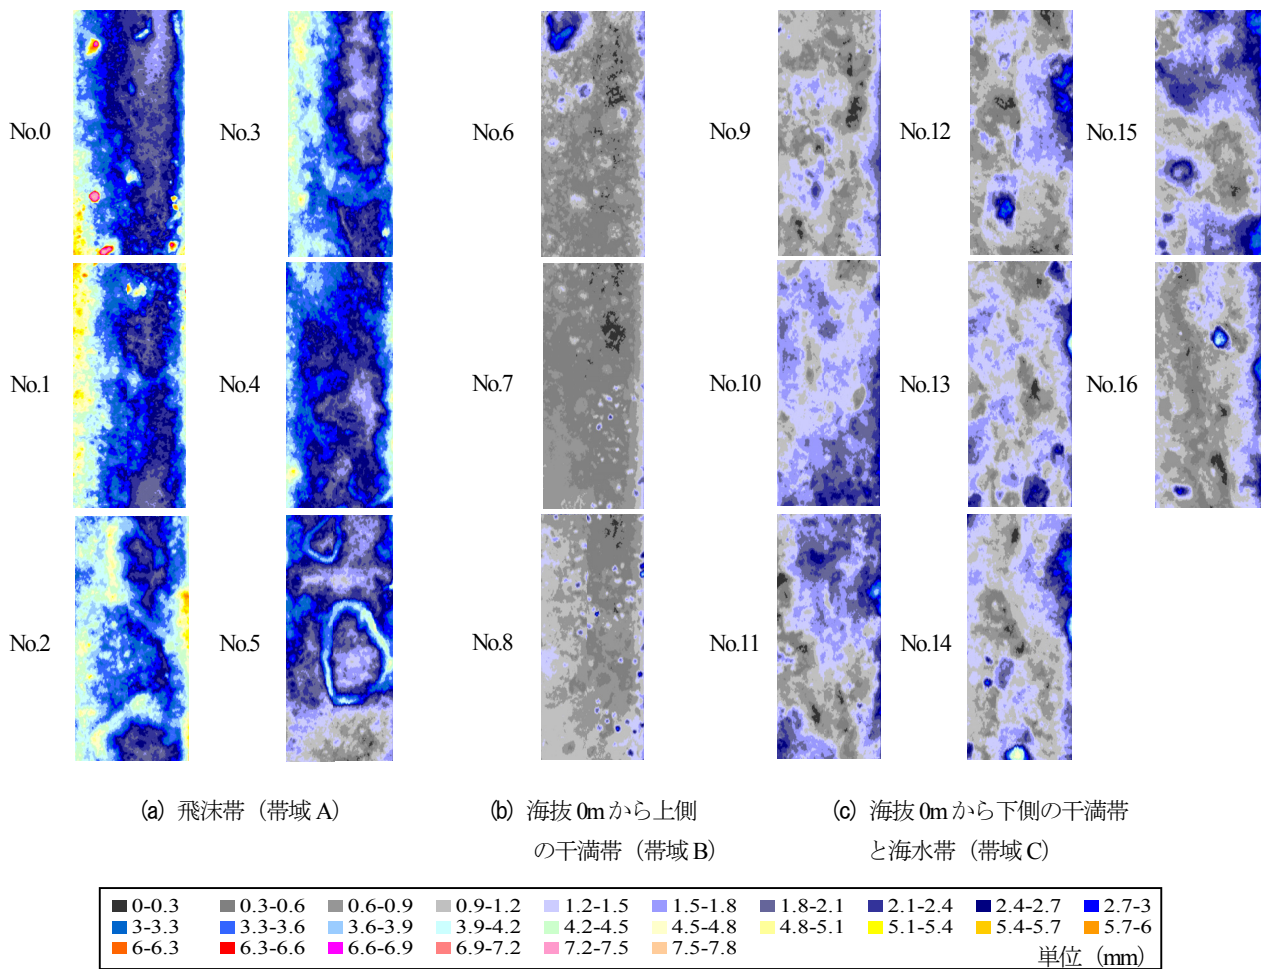 No.0
No.3
No.6
No.9
No.12
No.15
No.1
No.4
No.7
No.10
No.13
No.16
No.2
No.5
No.8
No.11
No.14
(a) 飛沫帯（帯域 A）
(b) 海抜 0m から上側
の干満帯（帯域 B）
(c) 海抜 0m から下側の干満帯
と海水帯（帯域 C）
0-0.3 0.3-0.6 0.6-0.9 0.9-1.2 1.2-1.5 1.5-1.8 1.8-2.1 2.1-2.4 2.4-2.7 2.7-3
3-3.3 3.3-3.6 3.6-3.9 3.9-4.2 4.2-4.5 4.5-4.8 4.8-5.1 5.1-5.4 5.4-5.7 5.7-6
6-6.3 6.3-6.6 6.6-6.9 6.9-7.2 7.2-7.5 7.5-7.8
単位（mm）